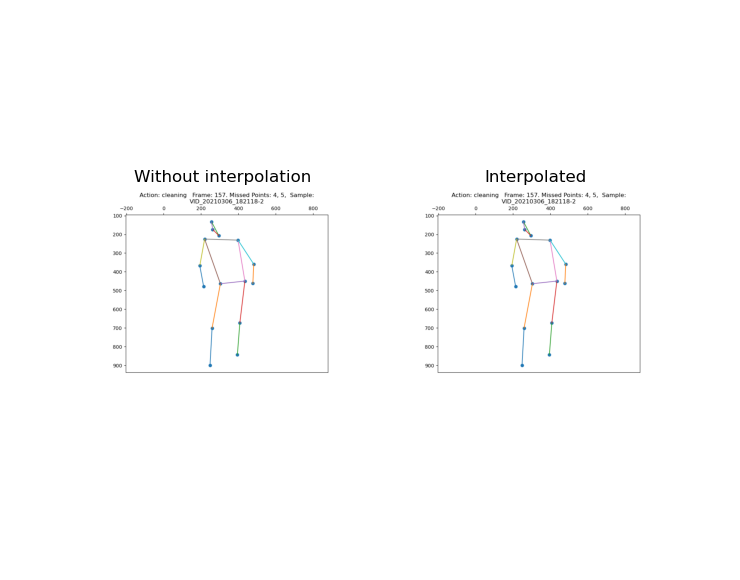 Without interpolation
Action: cleaning   Frame: 157. Missed Points: 4, 5,  Sample:
VID_20210306_182118-2
−200 0 200 400 600 800
100
200
300
400
500
600
700
800
900
Interpolated
Action: cleaning   Frame: 157. Missed Points: 4, 5,  Sample:
VID_20210306_182118-2
−200 0 200 400 600 800
100
200
300
400
500
600
700
800
900